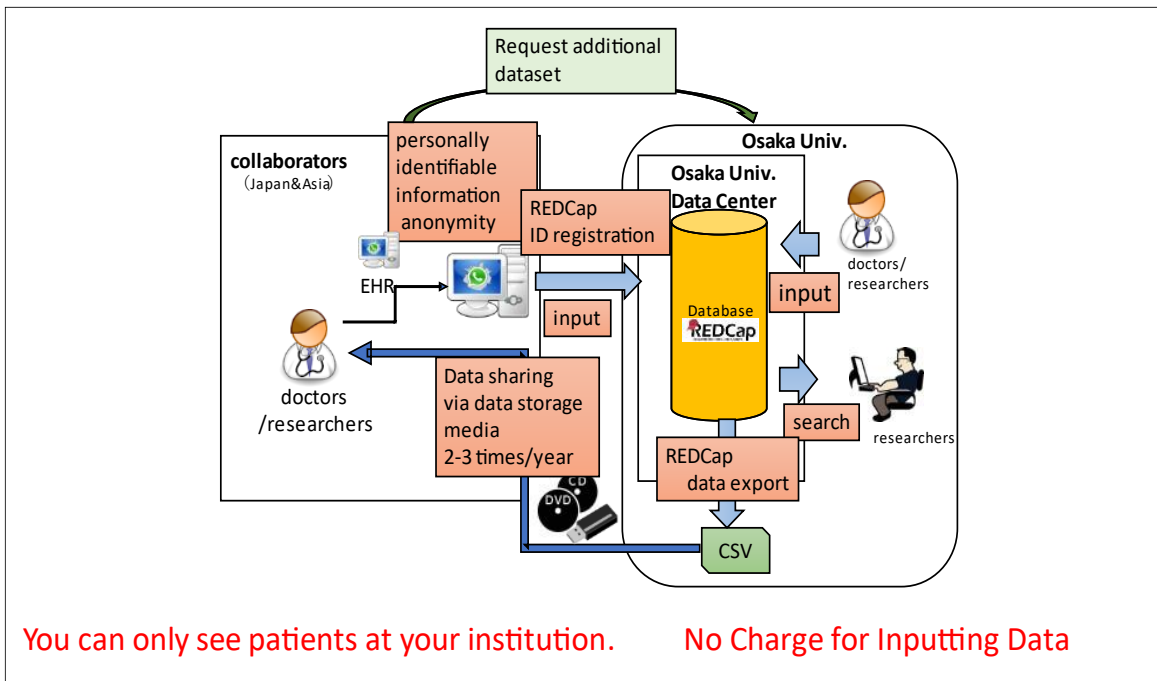 Request additional
dataset
collaborators
（Japan&Asia）
personally
identifiable
information
anonymity
EHR
doctors
/researchers
REDCap
ID registration
input
Data sharing
via data storage
media
2-3 times/year
CD
DVD
Osaka Univ.
Osaka Univ.
Data Center
Database
REDCap
doctors/
researchers
input
search
researchers
REDCap
data export
CSV
You can only see patients at your institution.
No Charge for Inputting Data